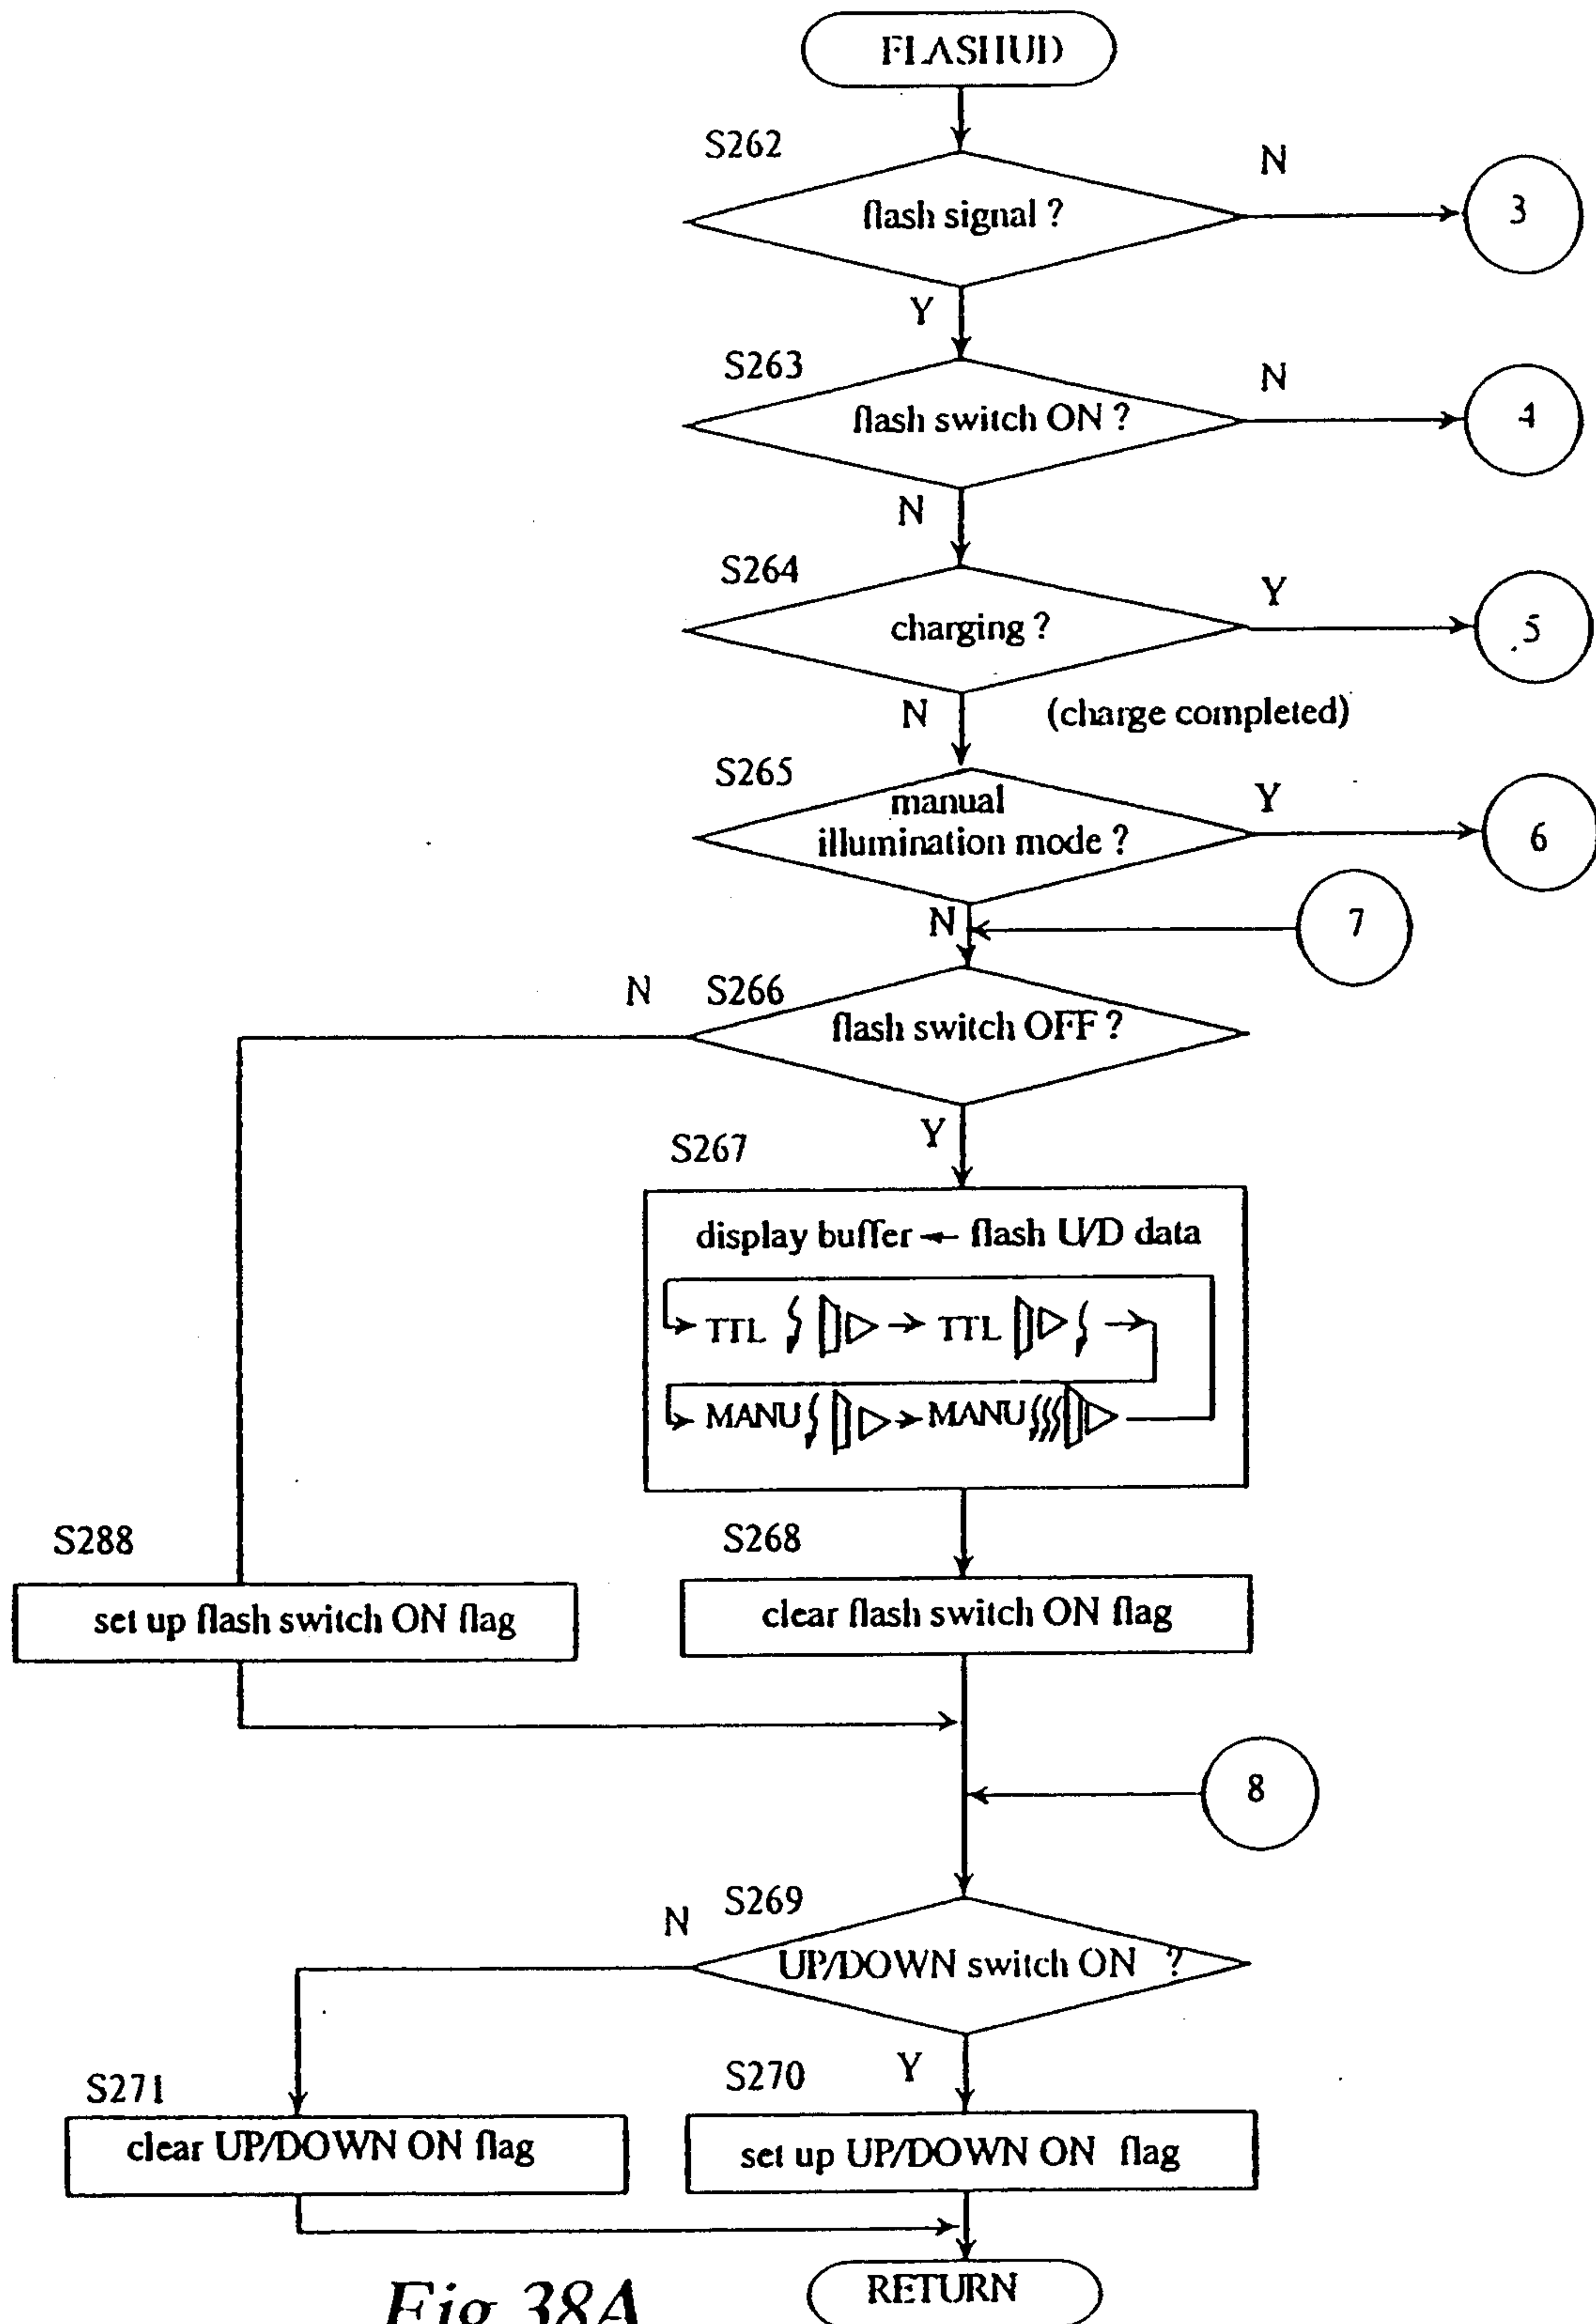 FLASHUD
S262
N
flash signal ?
3
Y
S263
N
flash switch ON ?
4
N
S264
Y
charging ?
5
N
(charge completed)
S265
Y
manual
illumination mode ?
6
N
7
N
S266
flash switch OFF ?
Y
S267
display buffer ← flash U/D data
TTL → TTL →
MANU → MANU
S288
S268
set up flash switch ON flag
clear flash switch ON flag
8
S269
N
UP/DOWN switch ON ?
Y
S271
S270
clear UP/DOWN ON flag
set up UP/DOWN ON flag
RETURN
Fig 38A